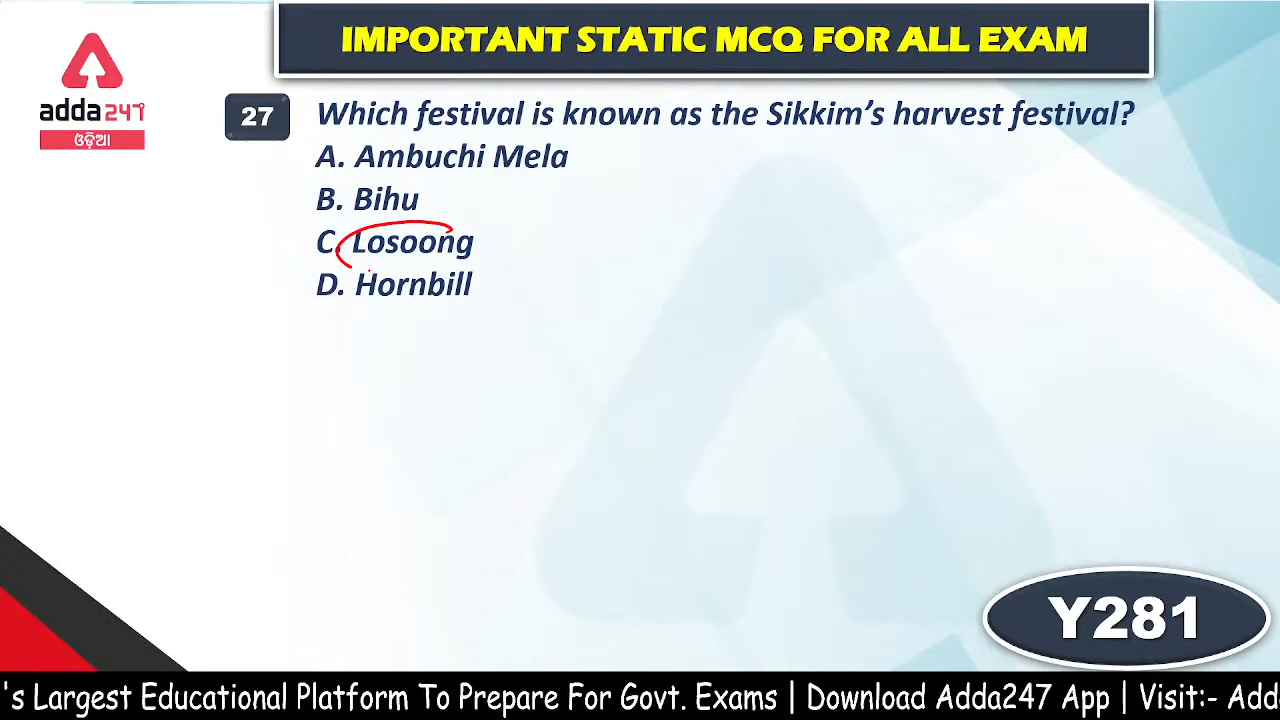 IMPORTANT STATIC MCQ FOR ALL EXAM
adda247
ଓଡ଼ିଆ
27 Which festival is known as the Sikkim's harvest festival?
A. Ambuchi Mela
B. Bihu
C. Losoong
D. Hornbill
Y281
's Largest Educational Platform To Prepare For Govt. Exams | Download Adda247 App | Visit:- Add